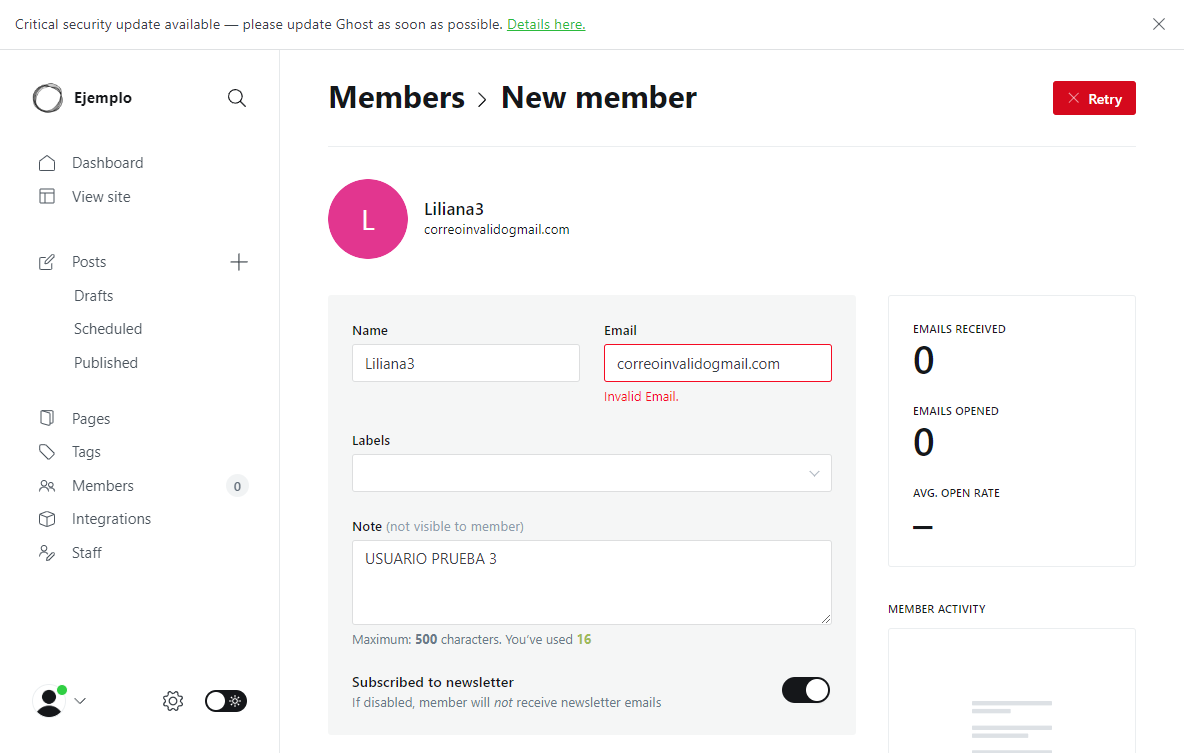 Critical security update available — please update Ghost as soon as possible. Details here.
Ejemplo
Dashboard
View site
Posts
Drafts
Scheduled
Published
Pages
Tags
Members 0
Integrations
Staff
Members > New member
Retry
L
Liliana3
correoinvalidogmail.com
Name
Liliana3
Email
correoinvalidogmail.com
Invalid Email.
Labels
Note (not visible to member)
USUARIO PRUEBA 3
Maximum: 500 characters. You’ve used 16
Subscribed to newsletter
If disabled, member will not receive newsletter emails
EMAILS RECEIVED
0
EMAILS OPENED
0
AVG. OPEN RATE
–
MEMBER ACTIVITY